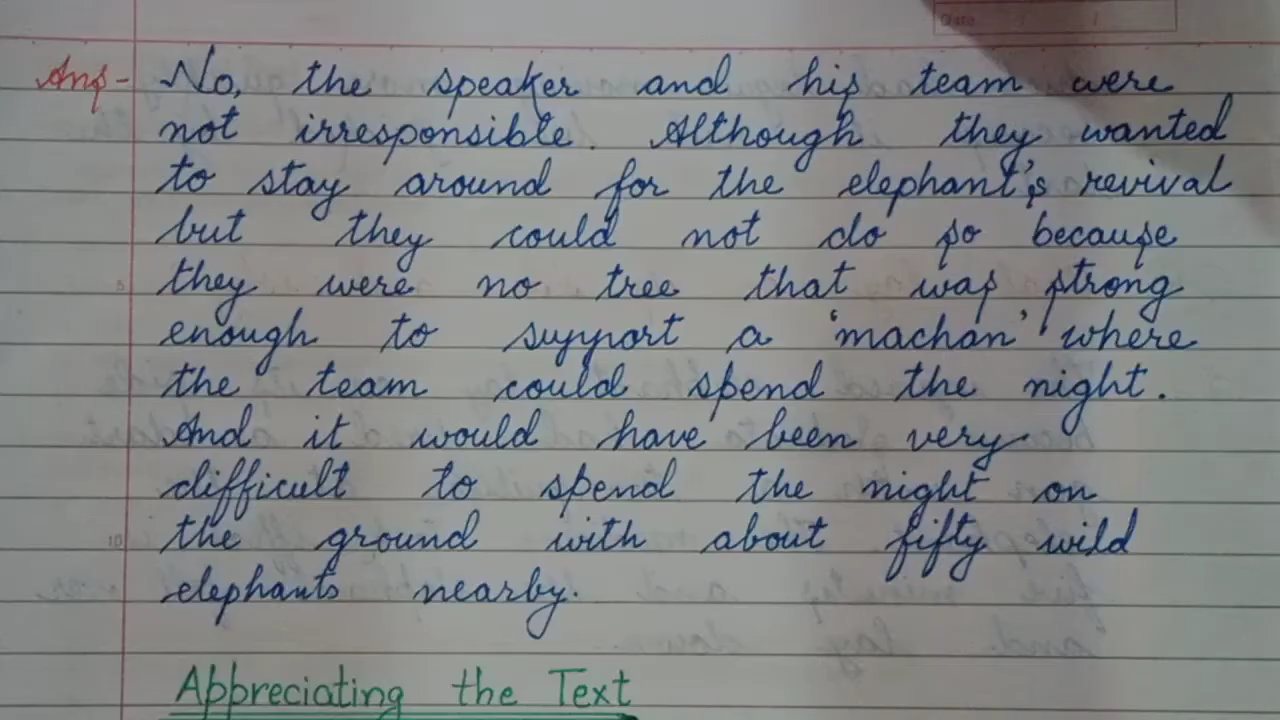 Date / /
Ans- No, the speaker and his team were
not irresponsible. Although they wanted
to stay around for the elephant's revival
but they could not do so because
they were no tree that was strong
enough to support a 'machan' where
the team could spend the night.
And it would have been very
difficult to spend the night on
10 the ground with about fifty wild
elephants nearby.
Appreciating the Text